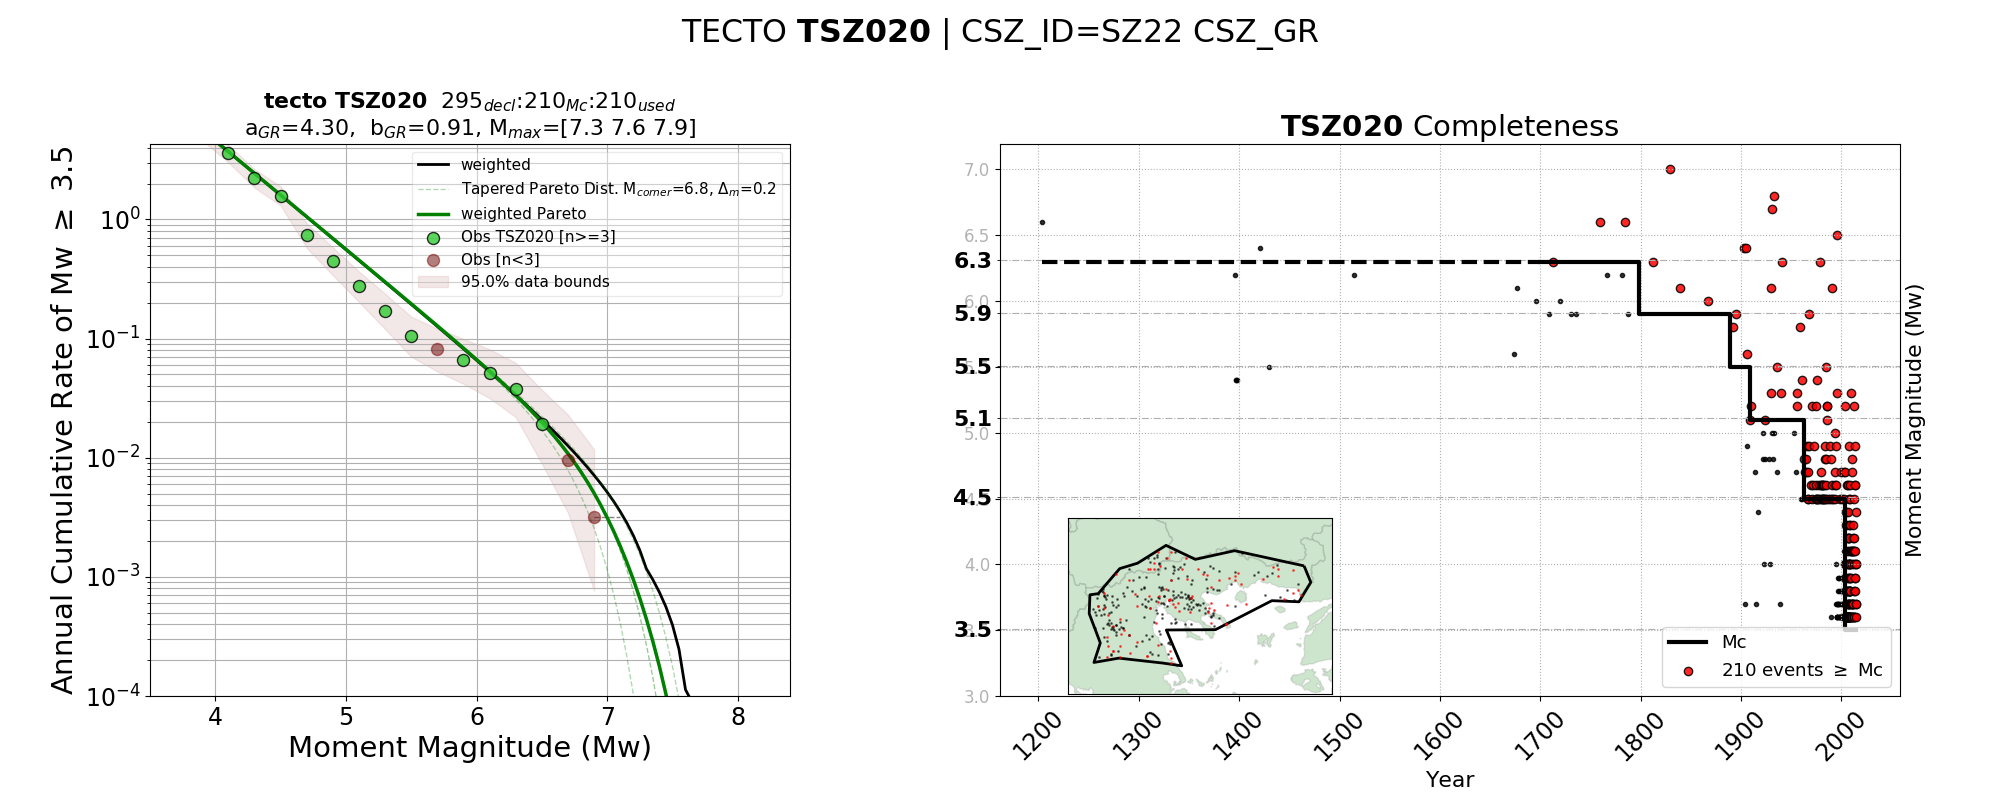 TECTO TSZ020 | CSZ_ID=SZ22 CSZ_GR
tecto TSZ020 295decl:210Mc:210used
aGR=4.30, bGR=0.91, Mmax=[7.3 7.6 7.9]
Annual Cumulative Rate of Mw ≥ 3.5
10^0
10^-1
10^-2
10^-3
10^-4
weighted
Tapered Pareto Dist. Mcorner=6.8, Δm=0.2
weighted Pareto
Obs TSZ020 [n>=3]
Obs [n<3]
95.0% data bounds
4 5 6 7 8
Moment Magnitude (Mw)
TSZ020 Completeness
7.0
6.5
6.3
6.0
5.9
5.5
5.1
5.0
4.5
4.0
3.5
3.0
Moment Magnitude (Mw)
Mc
210 events ≥ Mc
1200 1300 1400 1500 1600 1700 1800 1900 2000
Year